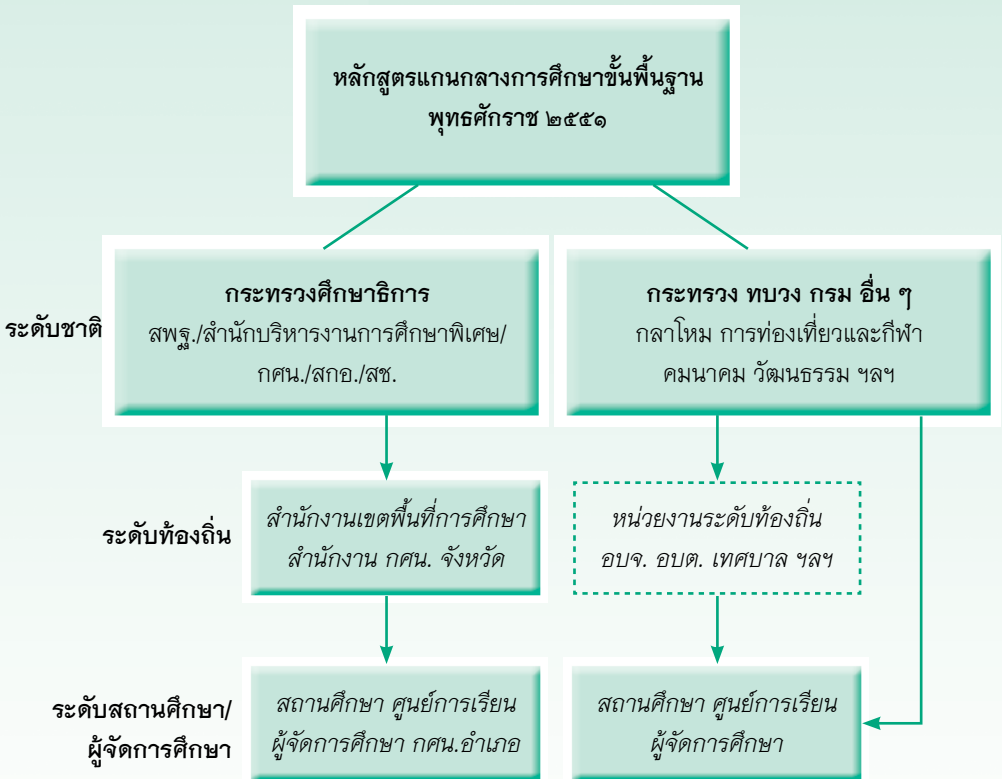 หลักสูตรแกนกลางการศึกษาขั้นพื้นฐาน
พุทธศักราช ๒๕๕๑
ระดับชาติ
กระทรวงศึกษาธิการ
สพฐ./สำนักบริหารงานการศึกษาพิเศษ/
กศน./สกอ./สช.
กระทรวง ทบวง กรม อื่น ๆ
กลาโหม การท่องเที่ยวและกีฬา
คมนาคม วัฒนธรรม ฯลฯ
ระดับท้องถิ่น
สำนักงานเขตพื้นที่การศึกษา
สำนักงาน กศน. จังหวัด
หน่วยงานระดับท้องถิ่น
อบจ. อบต. เทศบาล ฯลฯ
ระดับสถานศึกษา/
ผู้จัดการศึกษา
สถานศึกษา ศูนย์การเรียน
ผู้จัดการศึกษา กศน.อำเภอ
สถานศึกษา ศูนย์การเรียน
ผู้จัดการศึกษา